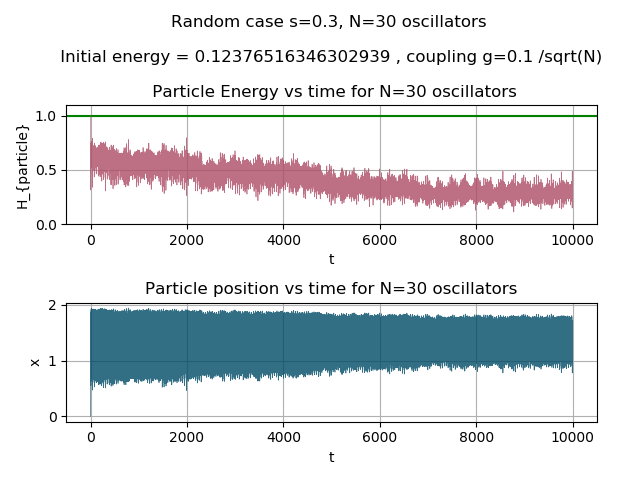 Random case s=0.3, N=30 oscillators
Initial energy = 0.12376516346302939 , coupling g=0.1 /sqrt(N)
Particle Energy vs time for N=30 oscillators
H_{particle}
1.0
0.5
0.0
0 2000 4000 6000 8000 10000
t
Particle position vs time for N=30 oscillators
x
2
1
0
0 2000 4000 6000 8000 10000
t